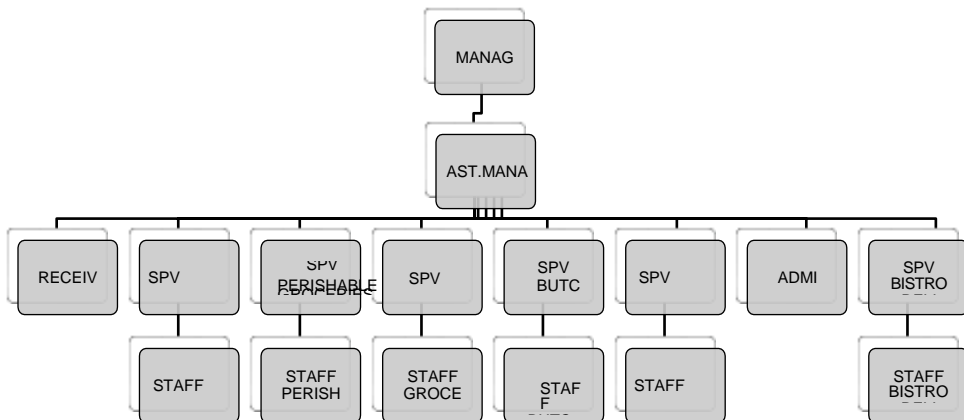 MANAG
AST.MANA
RECEIV
SPV
SPV
PERISHABLE
SPV
SPV
BUTC
SPV
ADMI
SPV
BISTRO
STAFF
STAFF
PERISH
STAFF
GROCE
STAF
F
STAFF
STAFF
BISTRO